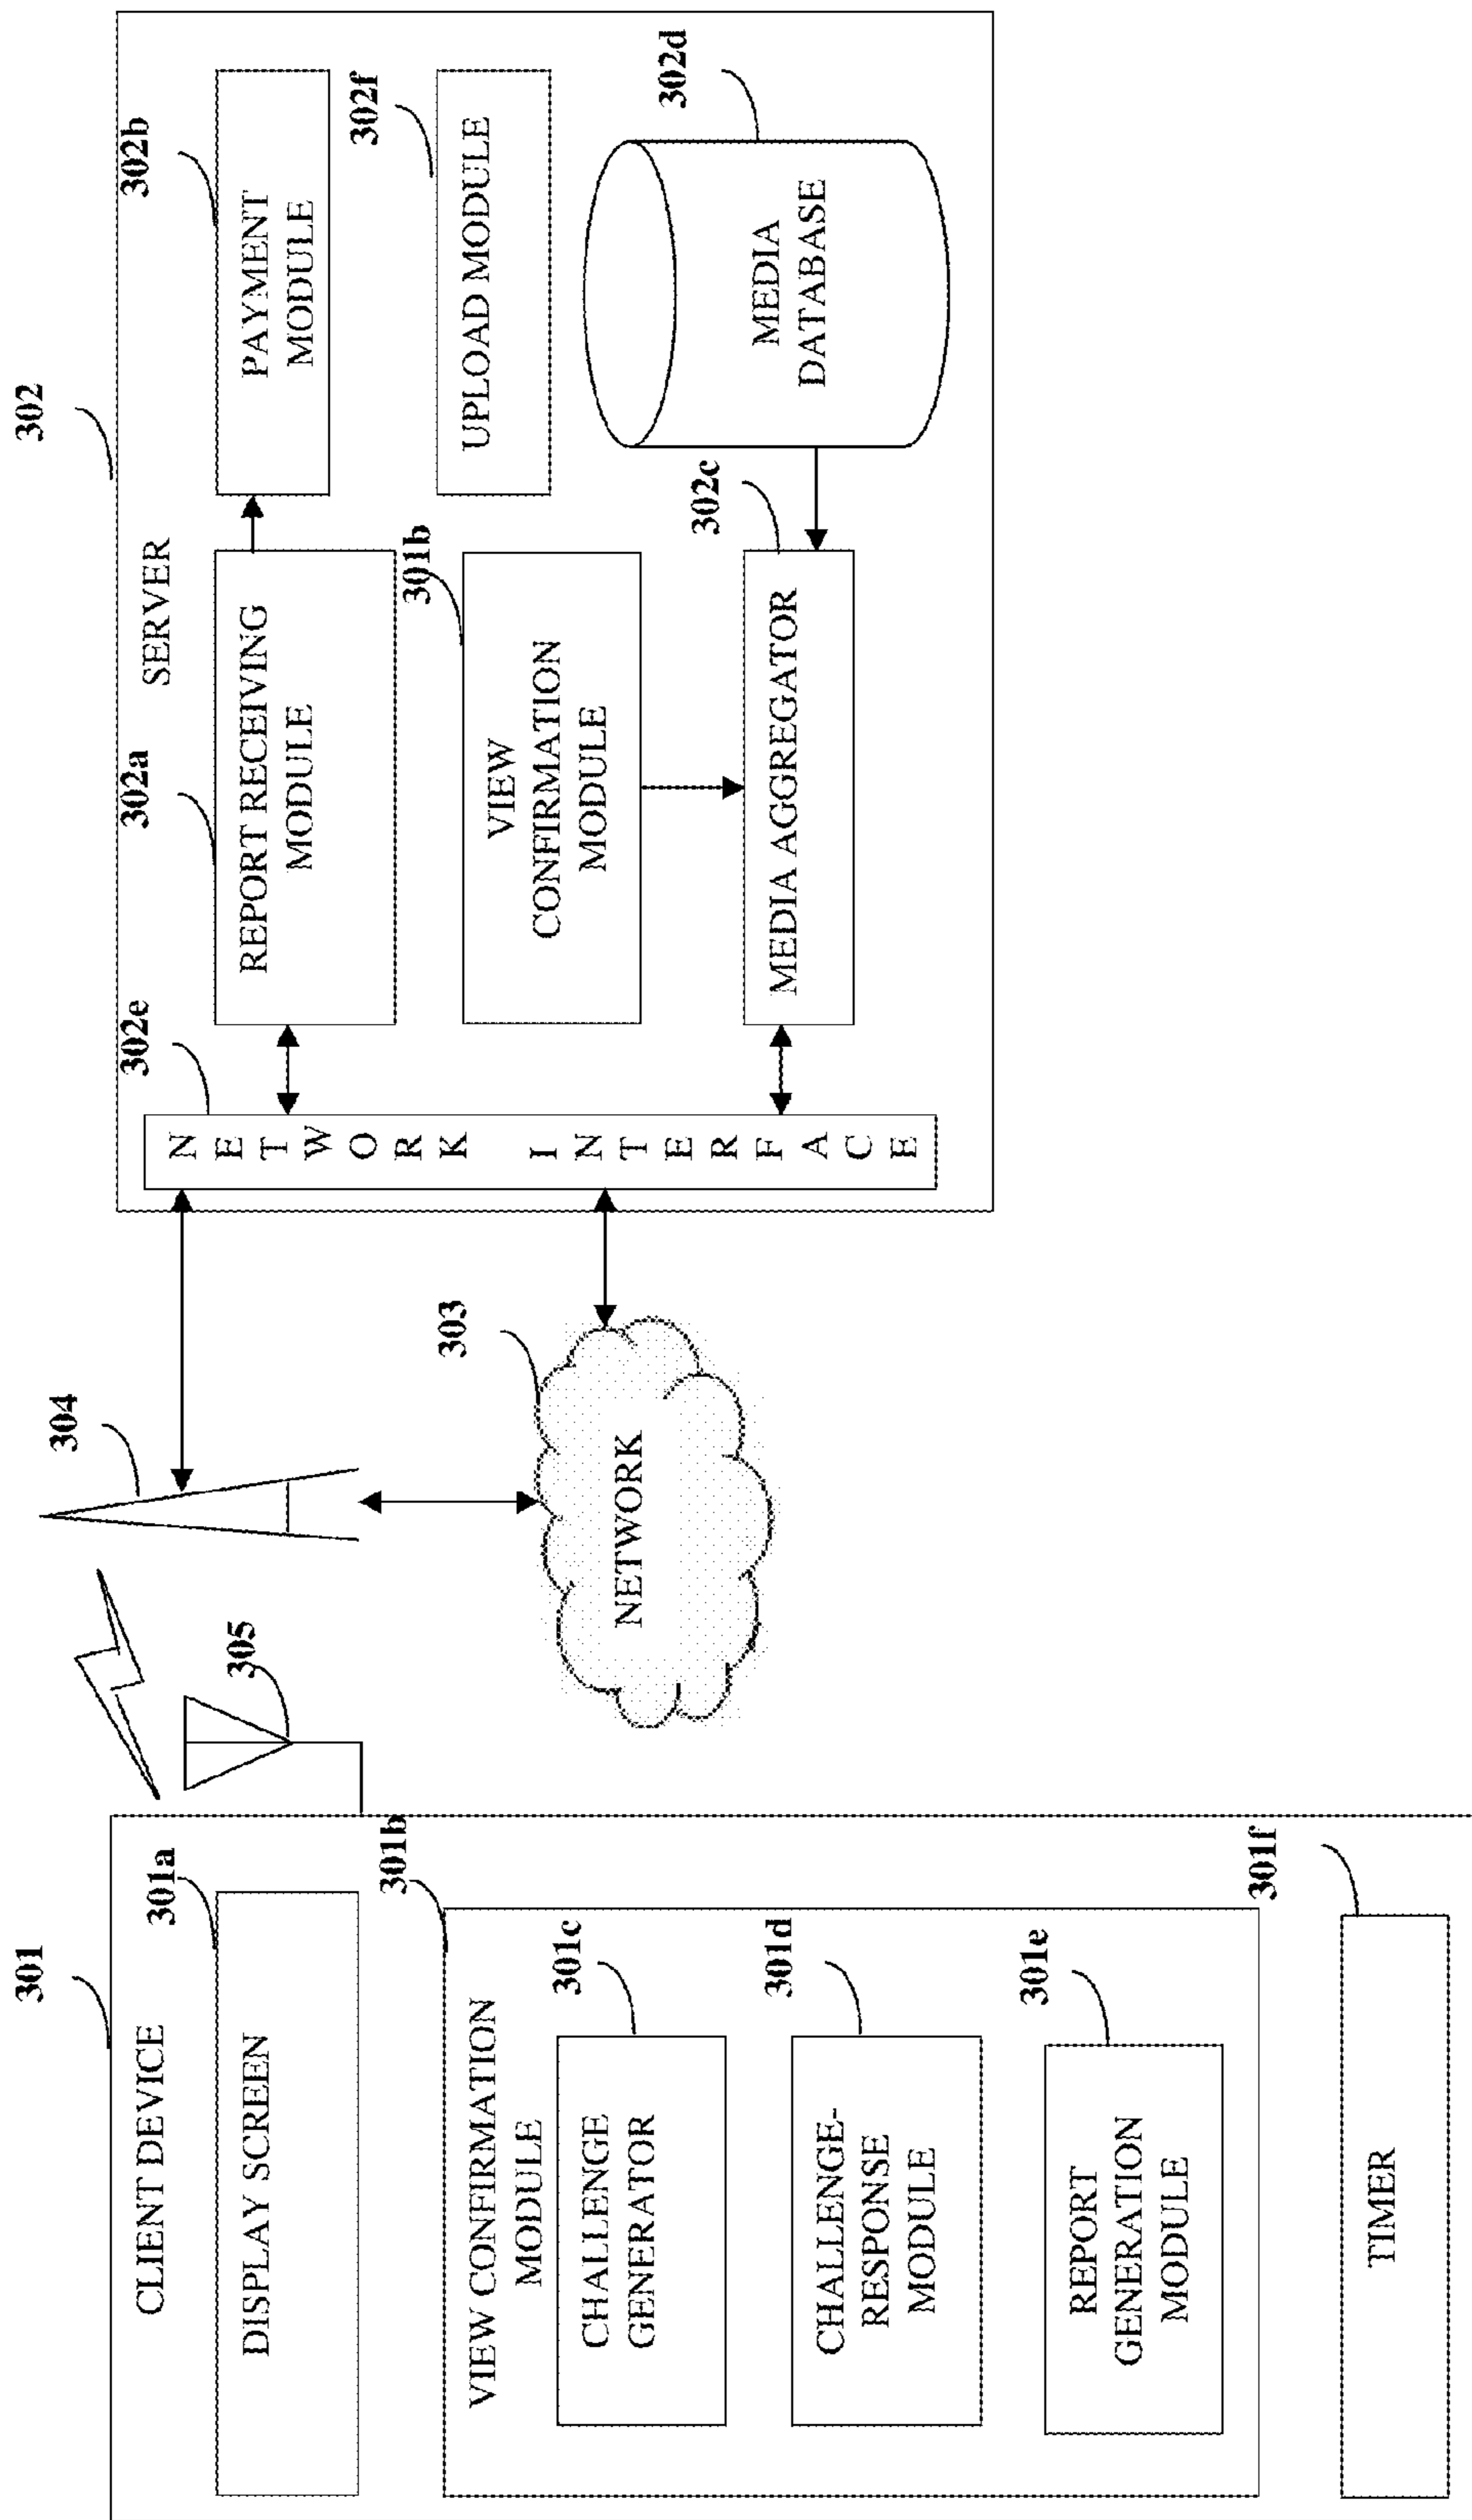 301
CLIENT DEVICE
301a
DISPLAY SCREEN
301b
VIEW CONFIRMATION
MODULE
301c
CHALLENGE
GENERATOR
301d
CHALLENGE-
RESPONSE
MODULE
301e
REPORT
GENERATION
MODULE
301f
TIMER
305
304
303
NETWORK
302
SERVER
302e
NETWORK INTERFACE
302a
REPORT RECEIVING
MODULE
302b
PAYMENT
MODULE
301b
VIEW
CONFIRMATION
MODULE
302f
UPLOAD MODULE
302c
MEDIA AGGREGATOR
302d
MEDIA
DATABASE